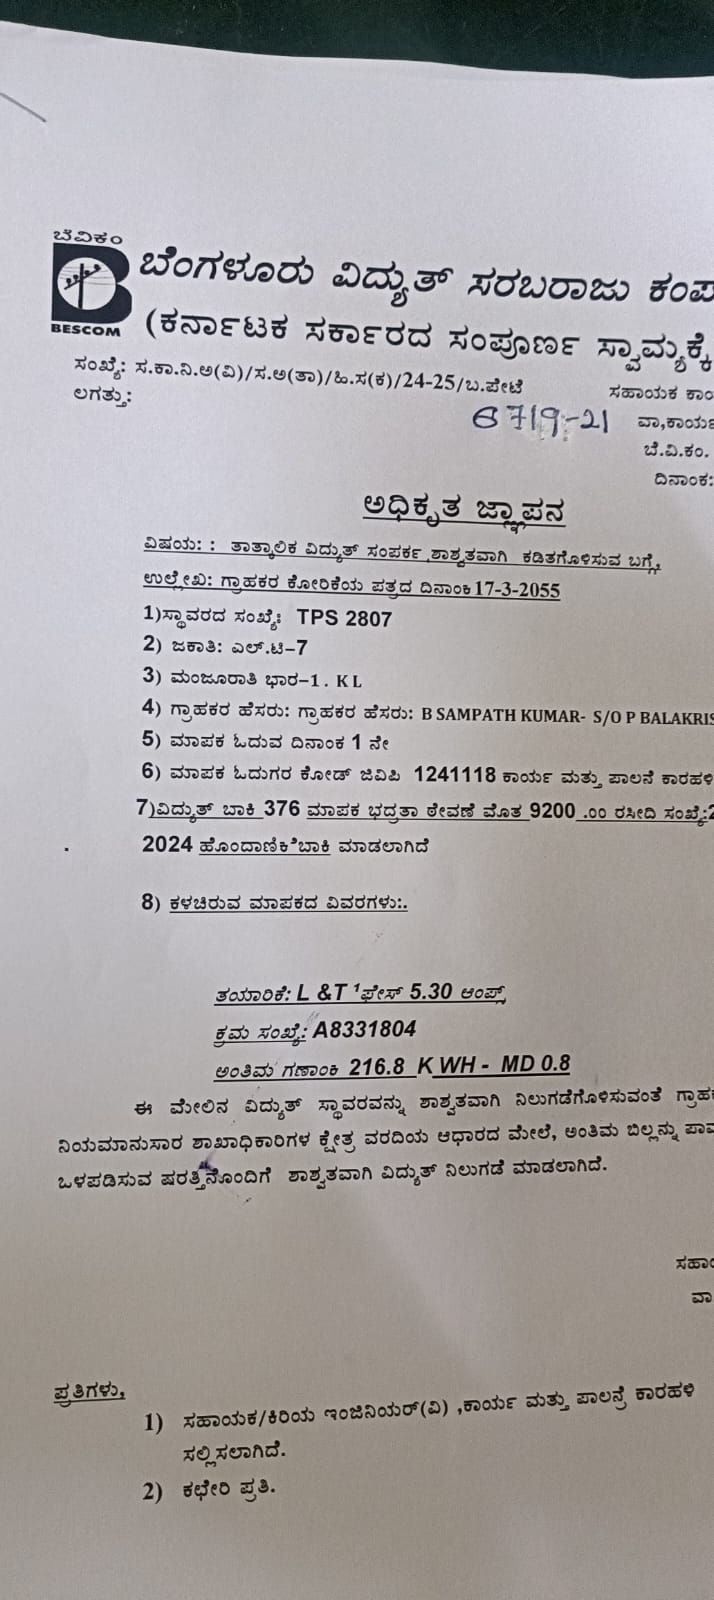 ಬೆವಿಕಂ
BESCOM
ಬೆಂಗಳೂರು ವಿದ್ಯುತ್ ಸರಬರಾಜು ಕಂಪ
(ಕರ್ನಾಟಕ ಸರ್ಕಾರದ ಸಂಪೂರ್ಣ ಸ್ವಾಮ್ಯಕ್ಕೆ
ಸಂಖ್ಯೆ: ಸ.ಕಾ.ನಿ.ಅ(ವಿ)/ಸ.ಅ(ತಾ)/ಹಿ.ಸ(ಕ)/24-25/ಬ.ಪೇಟೆ ಸಹಾಯಕ ಕಾಂ
ಲಗತ್ತು: 6719-21 ವಾ,ಕಾರ್ಯ
ಬೆ.ವಿ.ಕಂ.
ದಿನಾಂಕ:
ಅಧಿಕೃತ ಜ್ಞಾಪನ
ವಿಷಯ: : ತಾತ್ಕಾಲಿಕ ವಿದ್ಯುತ್ ಸಂಪರ್ಕ ,ಶಾಶ್ವತವಾಗಿ ಕಡಿತಗೊಳಿಸುವ ಬಗ್ಗೆ,
ಉಲ್ಲೇಖ: ಗ್ರಾಹಕರ ಕೋರಿಕೆಯ ಪತ್ರದ ದಿನಾಂಕ 17-3-2055
1)ಸ್ಥಾವರದ ಸಂಖ್ಯೆ: TPS 2807
2) ಜಕಾತಿ: ಎಲ್.ಟಿ-7
3) ಮಂಜೂರಾತಿ ಭಾರ-1 . K L
4) ಗ್ರಾಹಕರ ಹೆಸರು: ಗ್ರಾಹಕರ ಹೆಸರು: B SAMPATH KUMAR- S/O P BALAKRIS
5) ಮಾಪಕ ಓದುವ ದಿನಾಂಕ 1 ನೇ
6) ಮಾಪಕ ಓದುಗರ ಕೋಡ್ ಜಿವಿಪಿ 1241118 ಕಾರ್ಯ ಮತ್ತು ಪಾಲನೆ ಕಾರಹಳಿ
7)ವಿದ್ಯುತ್ ಬಾಕಿ 376 ಮಾಪಕ ಭದ್ರತಾ ಠೇವಣಿ ಮೊತ 9200 .೦೦ ರಸೀದಿ ಸಂಖ್ಯೆ:2
2024 ಹೊಂದಾಣಿಕೆ ಬಾಕಿ ಮಾಡಲಾಗಿದೆ
8) ಕಳಚಿರುವ ಮಾಪಕದ ವಿವರಗಳು:.
ತಯಾರಿಕೆ: L &T 1ಫೇಸ್ 5.30 ಆಂಪ್ಸ್
ಕ್ರಮ ಸಂಖ್ಯೆ: A8331804
ಅಂತಿಮ ಗಣಾಂಕಿ 216.8 K WH - MD 0.8
ಈ ಮೇಲಿನ ವಿದ್ಯುತ್ ಸ್ಥಾವರವನ್ನು ಶಾಶ್ವತವಾಗಿ ನಿಲುಗಡೆಗೊಳಿಸುವಂತೆ ಗ್ರಾಹಕ
ನಿಯಮಾನುಸಾರ ಶಾಖಾಧಿಕಾರಿಗಳ ಕ್ಷೇತ್ರ ವರದಿಯ ಆಧಾರದ ಮೇಲೆ, ಅಂತಿಮ ಬಿಲ್ಲನ್ನು ಪಾವ
ಒಳಪಡಿಸುವ ಷರತ್ತಿನೊಂದಿಗೆ ಶಾಶ್ವತವಾಗಿ ವಿದ್ಯುತ್ ನಿಲುಗಡೆ ಮಾಡಲಾಗಿದೆ.
ಸಹಾಂ
ವಾ
ಪ್ರತಿಗಳು,
1) ಸಹಾಯಕ/ಕಿರಿಯ ಇಂಜಿನಿಯರ್(ವಿ) ,ಕಾರ್ಯ ಮತ್ತು ಪಾಲನ್ರೆ ಕಾರಹಳಿ
ಸಲ್ಲಿಸಲಾಗಿದೆ.
2) ಕಛೇರಿ ಪ್ರತಿ.